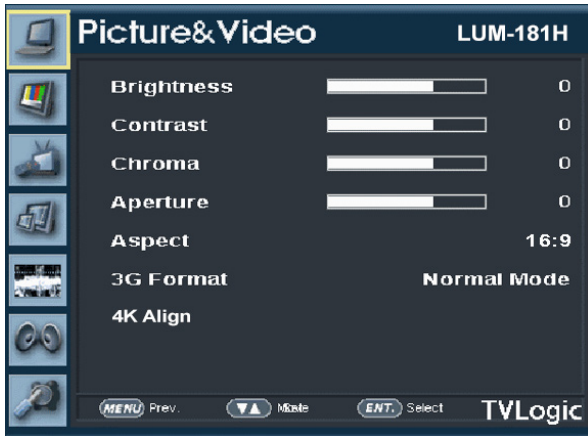 Picture&Video LUM-181H
Brightness 0
Contrast 0
Chroma 0
Aperture 0
Aspect 16:9
3G Format Normal Mode
4K Align
MENU Prev. ▼▲ ENT. Select TVLogic